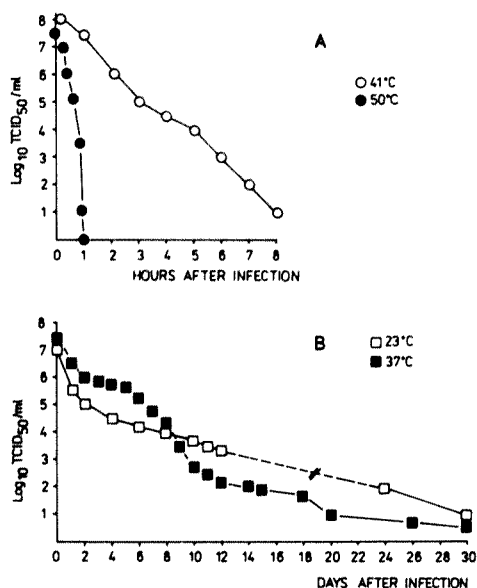 A
○ 41°C
● 50°C
Log10 TCID50/ml
8
7
6
5
4
3
2
1
0 1 2 3 4 5 6 7 8
HOURS AFTER INFECTION
B
□ 23°C
■ 37°C
Log10 TCID50/ml
8
7
6
5
4
3
2
1
0 2 4 6 8 10 12 14 16 18 20 22 24 26 28 30
DAYS AFTER INFECTION